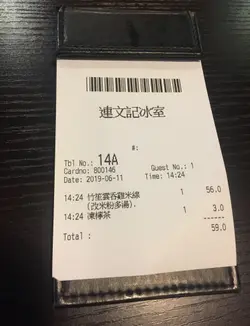 連文記冰室
#:
Tbl No.: 14A
Cardno: 800146 Guest No.: 1
Date: 2019-06-11 Time: 14:24
14:24 竹笙雲吞雞米線 1 56.0
(改米粉多湯).
14:24 凍檸茶 1 3.0
Total : 59.0